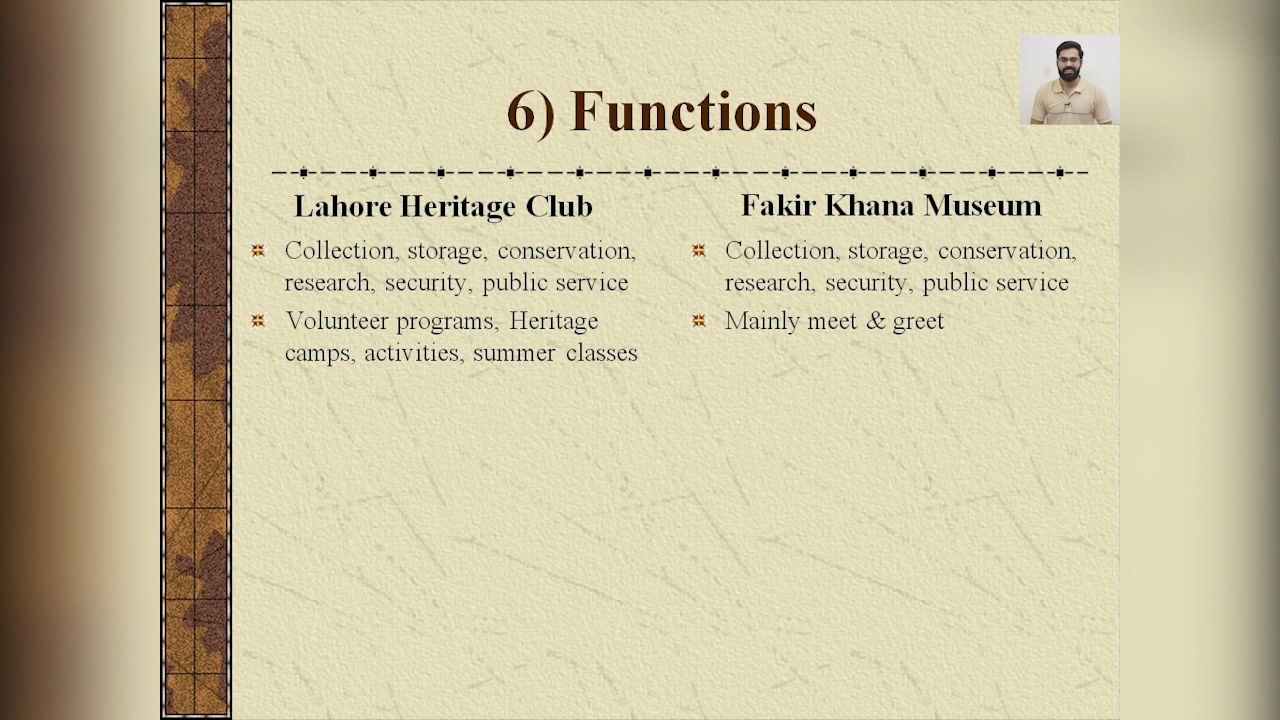 6) Functions
Lahore Heritage Club
Collection, storage, conservation,
research, security, public service
Volunteer programs, Heritage
camps, activities, summer classes
Fakir Khana Museum
Collection, storage, conservation,
research, security, public service
Mainly meet & greet